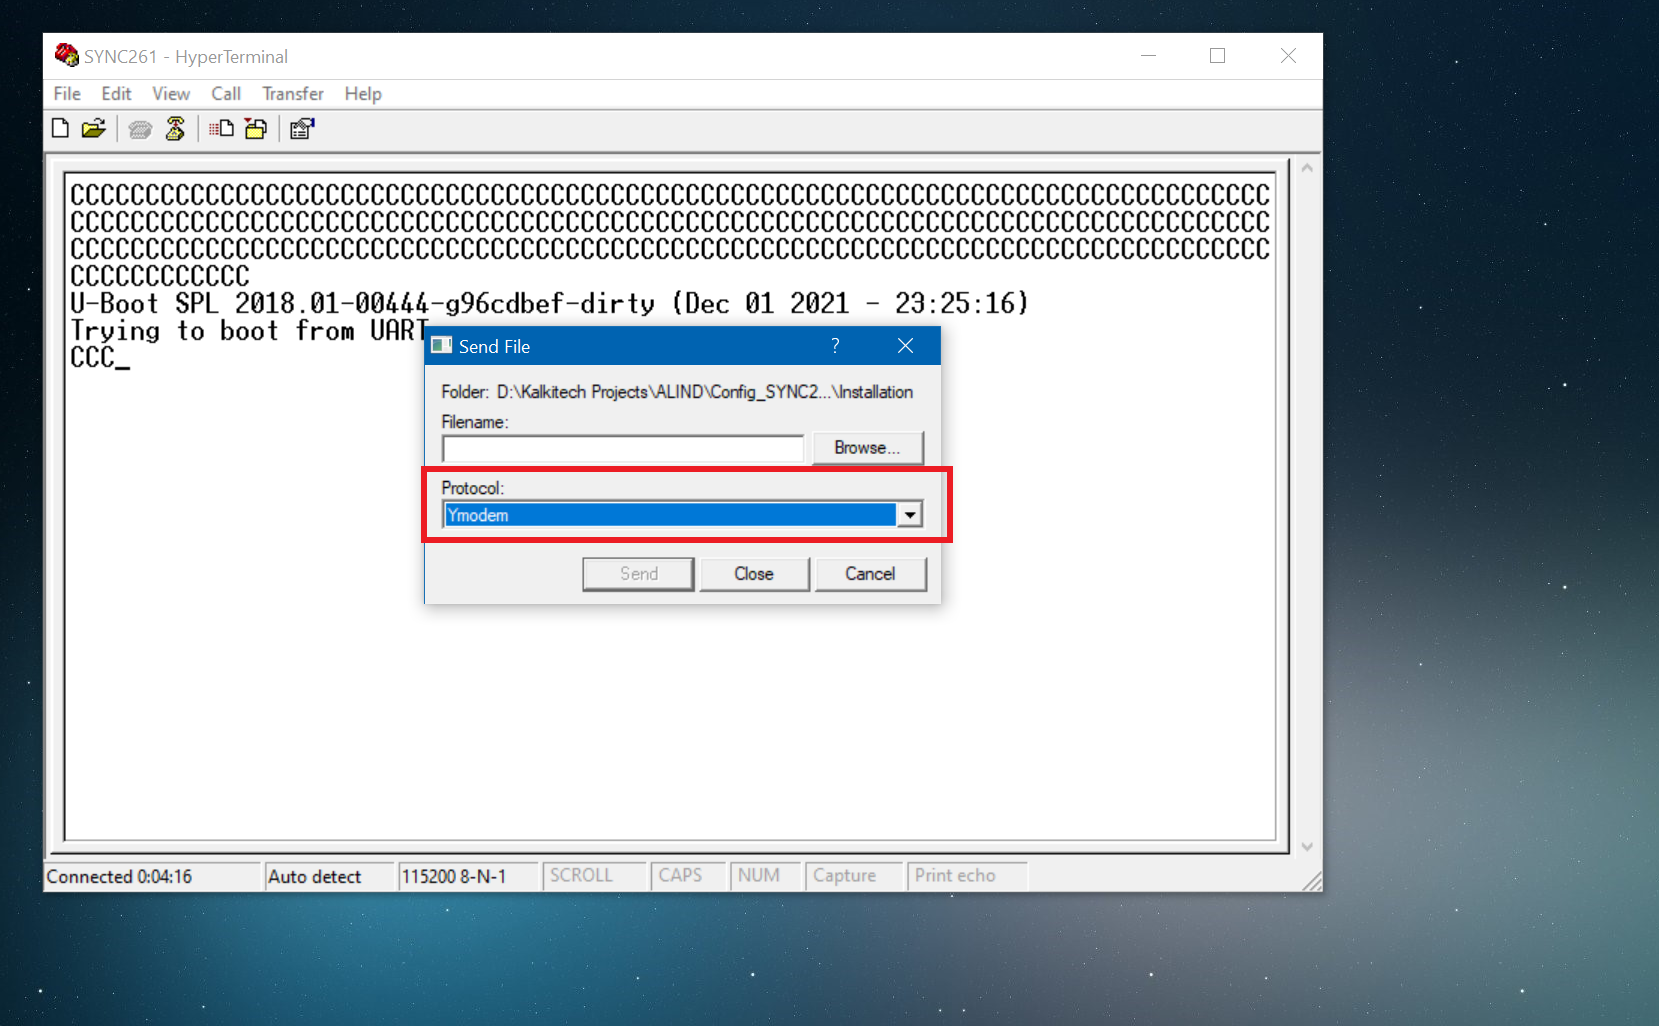 SYNC261 - HyperTerminal
File Edit View Call Transfer Help
CCCCCCCCCCCCCCCCCCCCCCCCCCCCCCCCCCCCCCCCCCCCCCCCCCCCCCCCCCCCCCCCCCCCCCCCCCCCCCCC
CCCCCCCCCCCCCCCCCCCCCCCCCCCCCCCCCCCCCCCCCCCCCCCCCCCCCCCCCCCCCCCCCCCCCCCCCCCCCCCC
CCCCCCCCCCCCCCCCCCCCCCCCCCCCCCCCCCCCCCCCCCCCCCCCCCCCCCCCCCCCCCCCCCCCCCCCCCCCCCCC
CCCCCCCCCCCC
U-Boot SPL 2018.01-00444-g96cdbef-dirty (Dec 01 2021 - 23:25:16)
Trying to boot from UART
CCC_
Send File ?
Folder: D:\Kalkitech Projects\ALIND\Config_SYNC2...\Installation
Filename:
Browse...
Protocol:
Ymodem
Send Close Cancel
Connected 0:04:16 Auto detect 115200 8-N-1 SCROLL CAPS NUM Capture Print echo